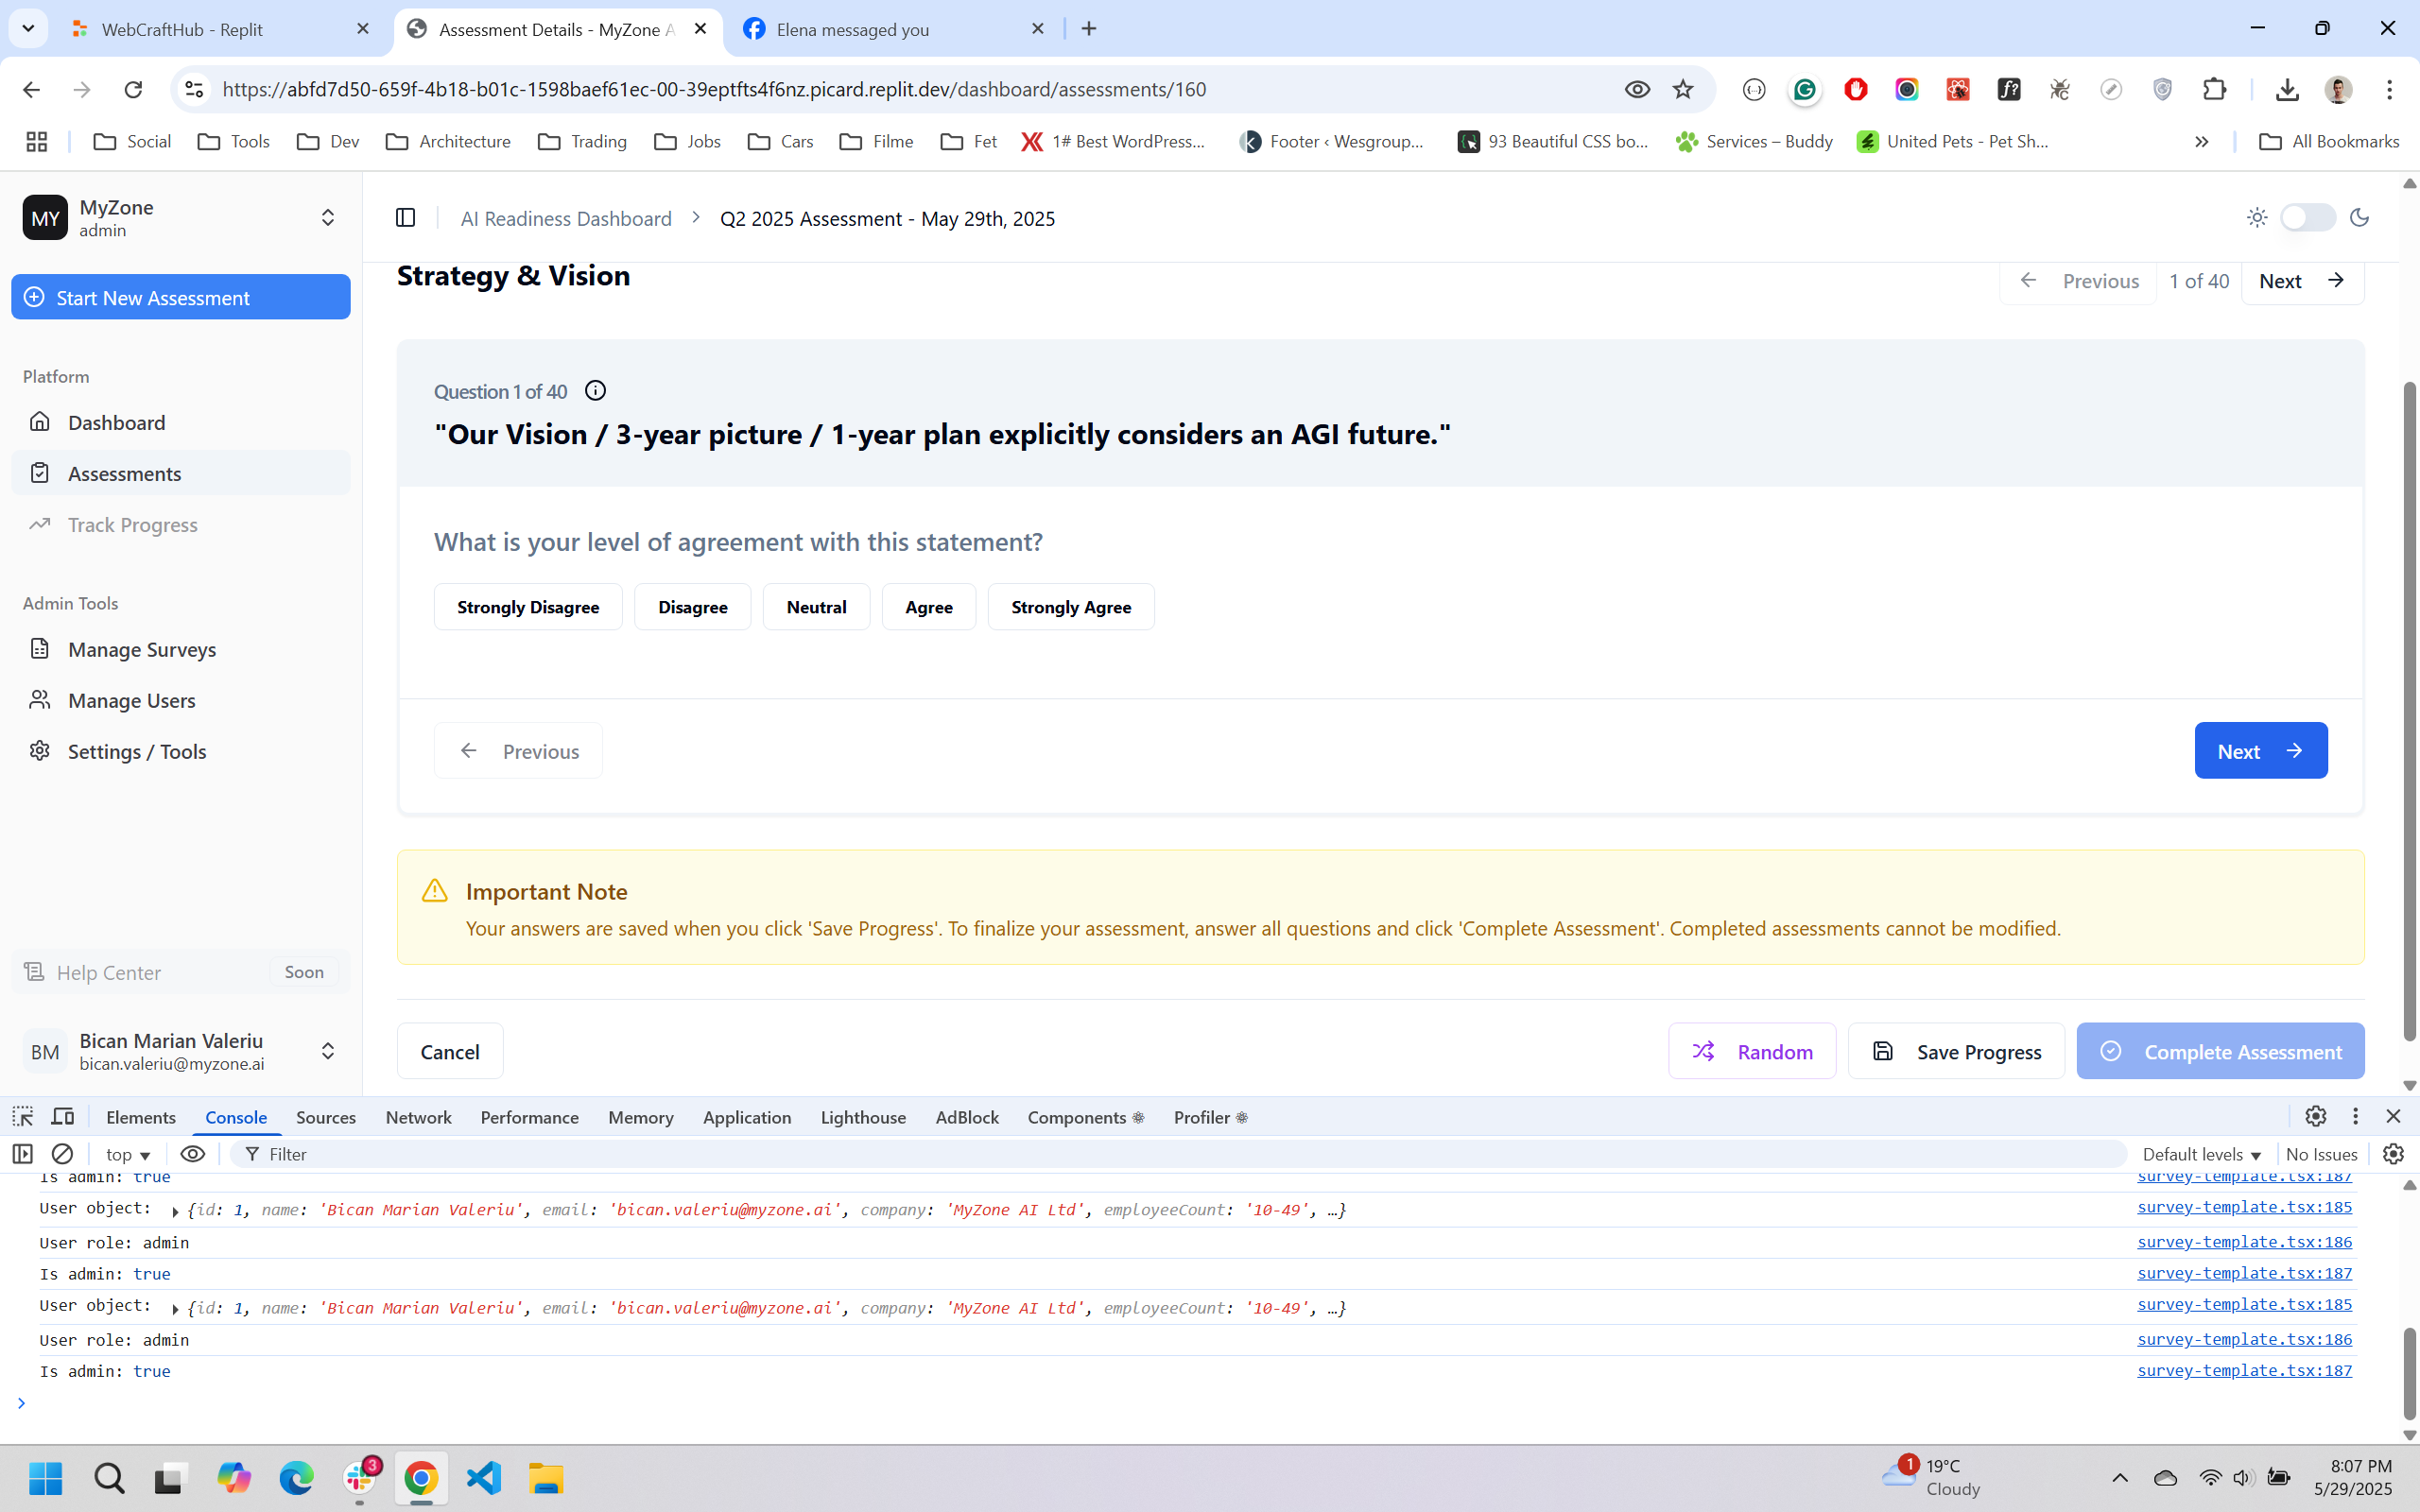 WebCraftHub - Replit
Assessment Details - MyZone A
Elena messaged you
https://abfd7d50-659f-4b18-b01c-1598baef61ec-00-39eptfts4f6nz.picard.replit.dev/dashboard/assessments/160
Social Tools Dev Architecture Trading Jobs Cars Filme Fet 1# Best WordPress... Footer ‹ Wesgroup... 93 Beautiful CSS bo... Services – Buddy United Pets - Pet Sh... » All Bookmarks
MY
MyZone
admin
Start New Assessment
Platform
Dashboard
Assessments
Track Progress
Admin Tools
Manage Surveys
Manage Users
Settings / Tools
Help Center Soon
BM
Bican Marian Valeriu
bican.valeriu@myzone.ai
AI Readiness Dashboard > Q2 2025 Assessment - May 29th, 2025
Strategy & Vision
Previous 1 of 40 Next
Question 1 of 40
"Our Vision / 3-year picture / 1-year plan explicitly considers an AGI future."
What is your level of agreement with this statement?
Strongly Disagree Disagree Neutral Agree Strongly Agree
Previous Next
Important Note
Your answers are saved when you click 'Save Progress'. To finalize your assessment, answer all questions and click 'Complete Assessment'. Completed assessments cannot be modified.
Cancel Random Save Progress Complete Assessment
Elements Console Sources Network Performance Memory Application Lighthouse AdBlock Components Profiler
top Filter Default levels No Issues
Is admin: true survey-template.tsx:187
User object: {id: 1, name: 'Bican Marian Valeriu', email: 'bican.valeriu@myzone.ai', company: 'MyZone AI Ltd', employeeCount: '10-49', …} survey-template.tsx:185
User role: admin survey-template.tsx:186
Is admin: true survey-template.tsx:187
User object: {id: 1, name: 'Bican Marian Valeriu', email: 'bican.valeriu@myzone.ai', company: 'MyZone AI Ltd', employeeCount: '10-49', …} survey-template.tsx:185
User role: admin survey-template.tsx:186
Is admin: true survey-template.tsx:187
3
1
19°C
Cloudy
8:07 PM
5/29/2025